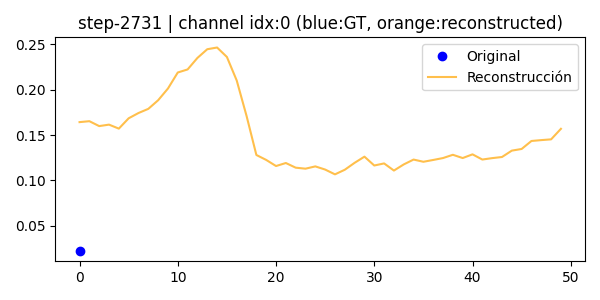 step-2731 | channel idx:0 (blue:GT, orange:reconstructed)
Original
Reconstrucción
0.25
0.20
0.15
0.10
0.05
0 10 20 30 40 50